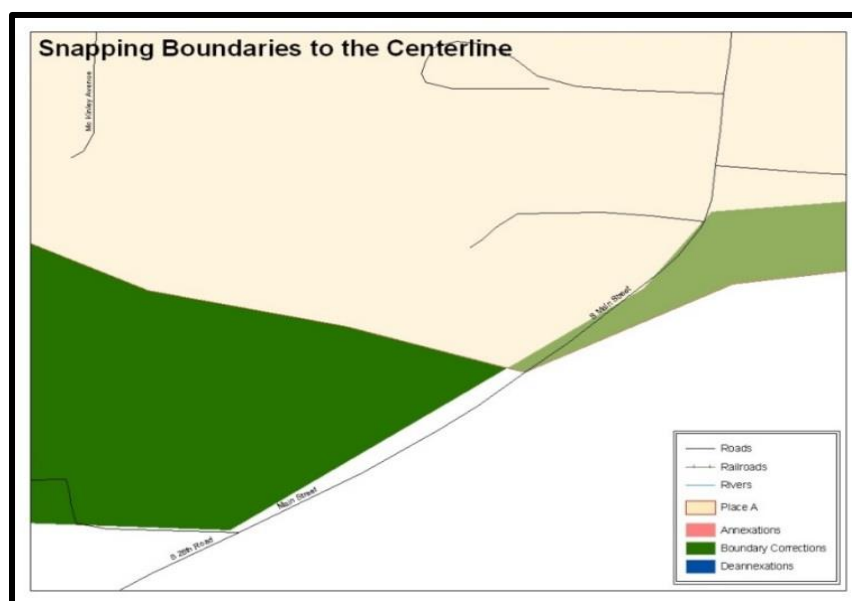 Snapping Boundaries to the Centerline
Mc Kinley Avenue
S Main Street
Main Street
S 28th Road
Roads
Railroads
Rivers
Place A
Annexations
Boundary Corrections
Deannexations